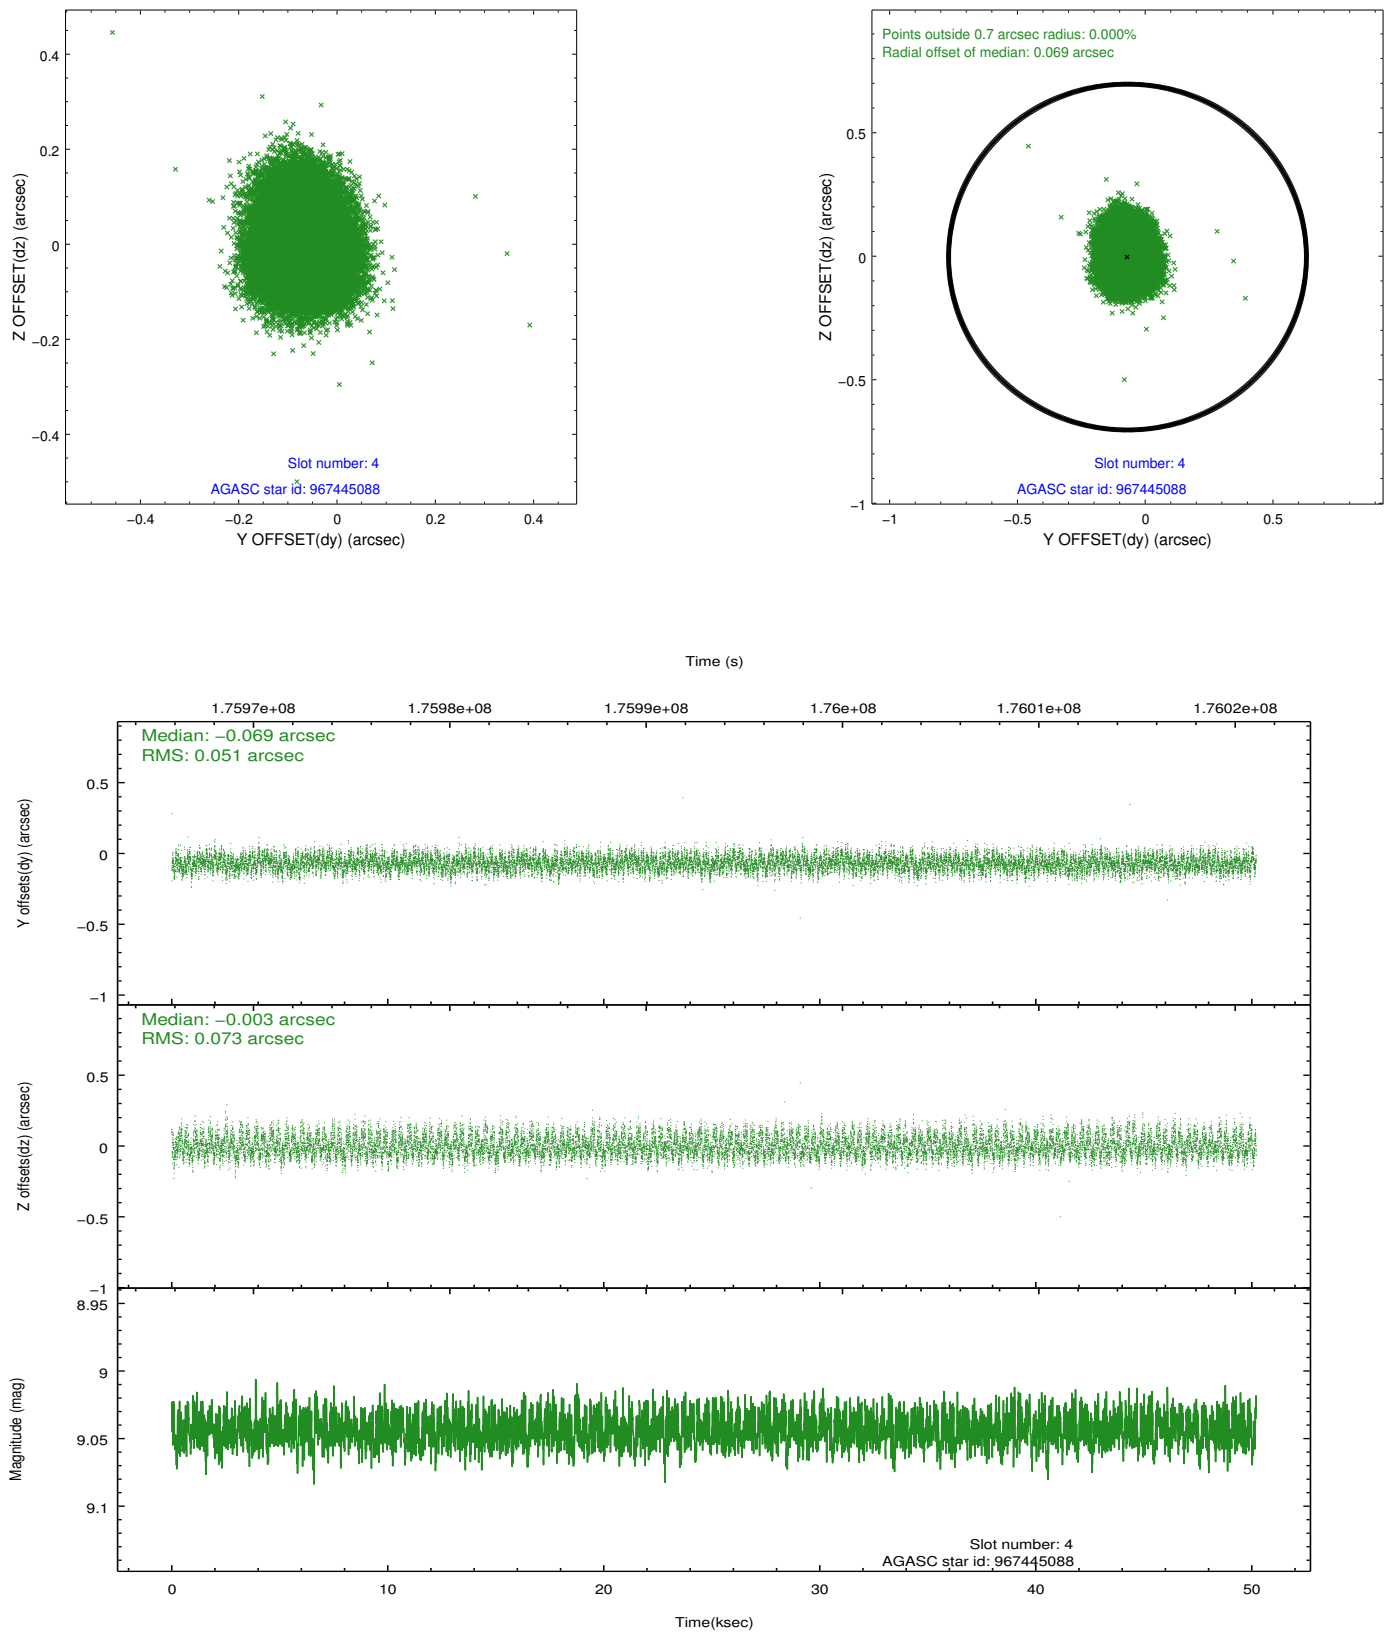 0.4
0.2
0
−0.2
−0.4
Z OFFSET(dz) (arcsec)
Slot number: 4
AGASC star id: 967445088
−0.4 −0.2 0 0.2 0.4
Y OFFSET(dy) (arcsec)
Points outside 0.7 arcsec radius: 0.000%
Radial offset of median: 0.069 arcsec
0.5
0
−0.5
−1
Z OFFSET(dz) (arcsec)
Slot number: 4
AGASC star id: 967445088
−1 −0.5 0 0.5
Y OFFSET(dy) (arcsec)
Time (s)
1.7597e+08 1.7598e+08 1.7599e+08 1.76e+08 1.7601e+08 1.7602e+08
Median: −0.069 arcsec
RMS: 0.051 arcsec
0.5
0
−0.5
−1
Y offsets(dy) (arcsec)
Median: −0.003 arcsec
RMS: 0.073 arcsec
0.5
0
−0.5
−1
Z offsets(dz) (arcsec)
8.95
9
9.05
9.1
Magnitude (mag)
Slot number: 4
AGASC star id: 967445088
0 10 20 30 40 50
Time(ksec)